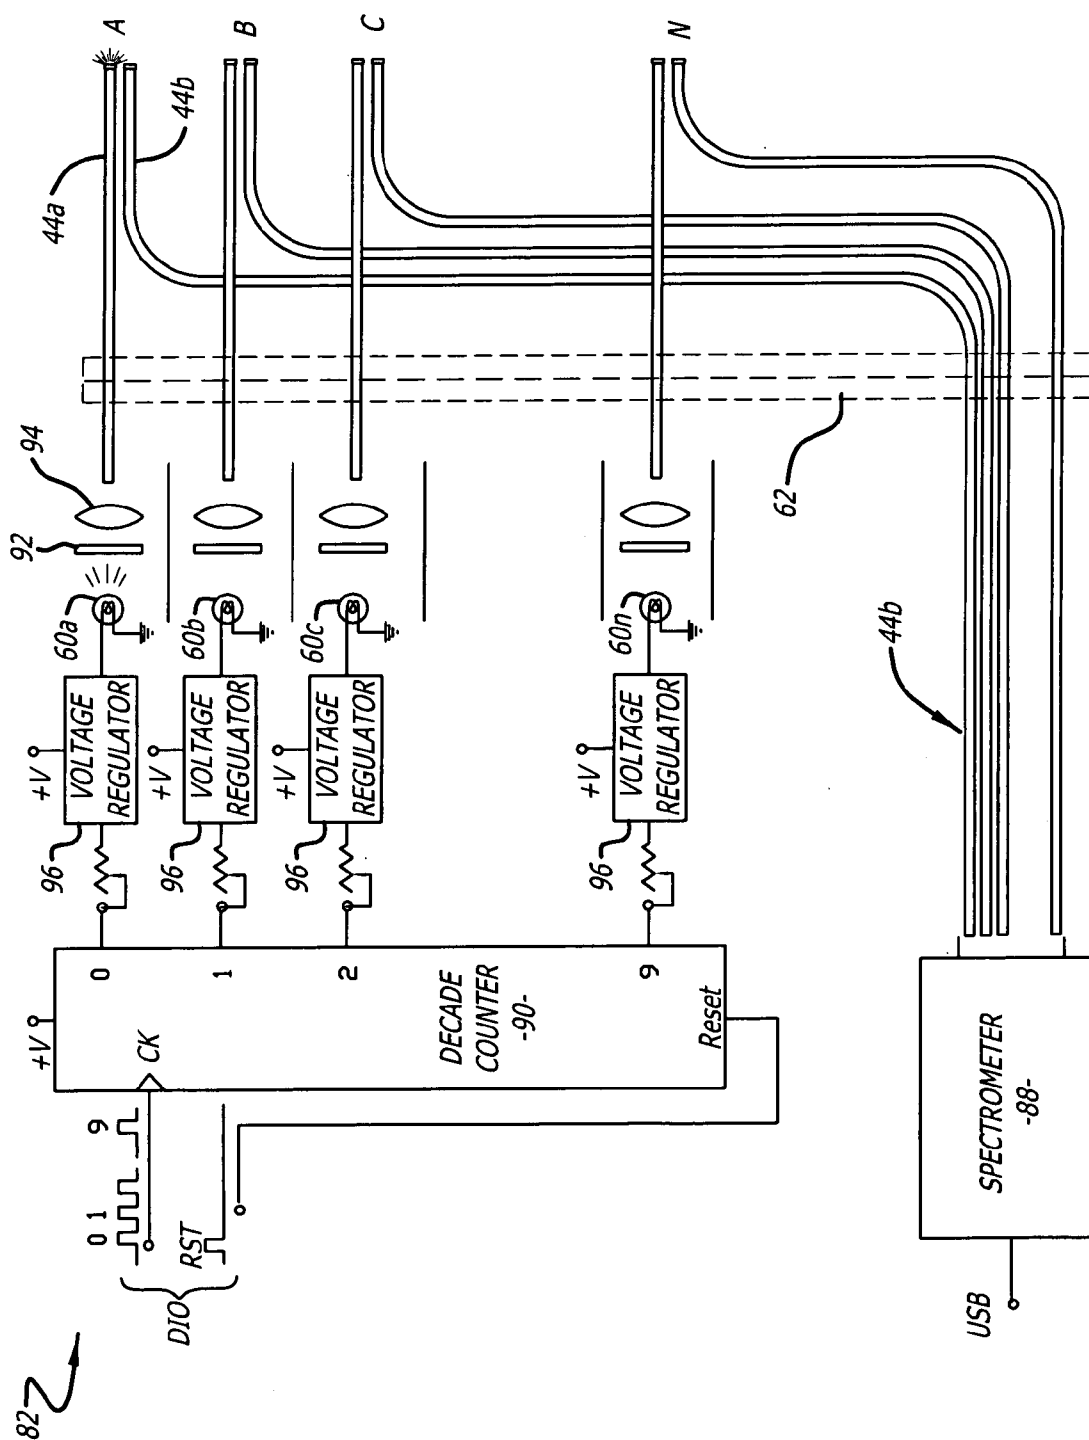 82
DIO
0 1 9
RST
+V
CK
0
1
2
9
DECADE
COUNTER
-90-
Reset
96
96
96
96
+V
VOLTAGE
REGULATOR
+V
VOLTAGE
REGULATOR
+V
VOLTAGE
REGULATOR
+V
VOLTAGE
REGULATOR
60a
60b
60c
60n
92
94
62
44a
44b
A
B
C
N
44b
USB
SPECTROMETER
-88-